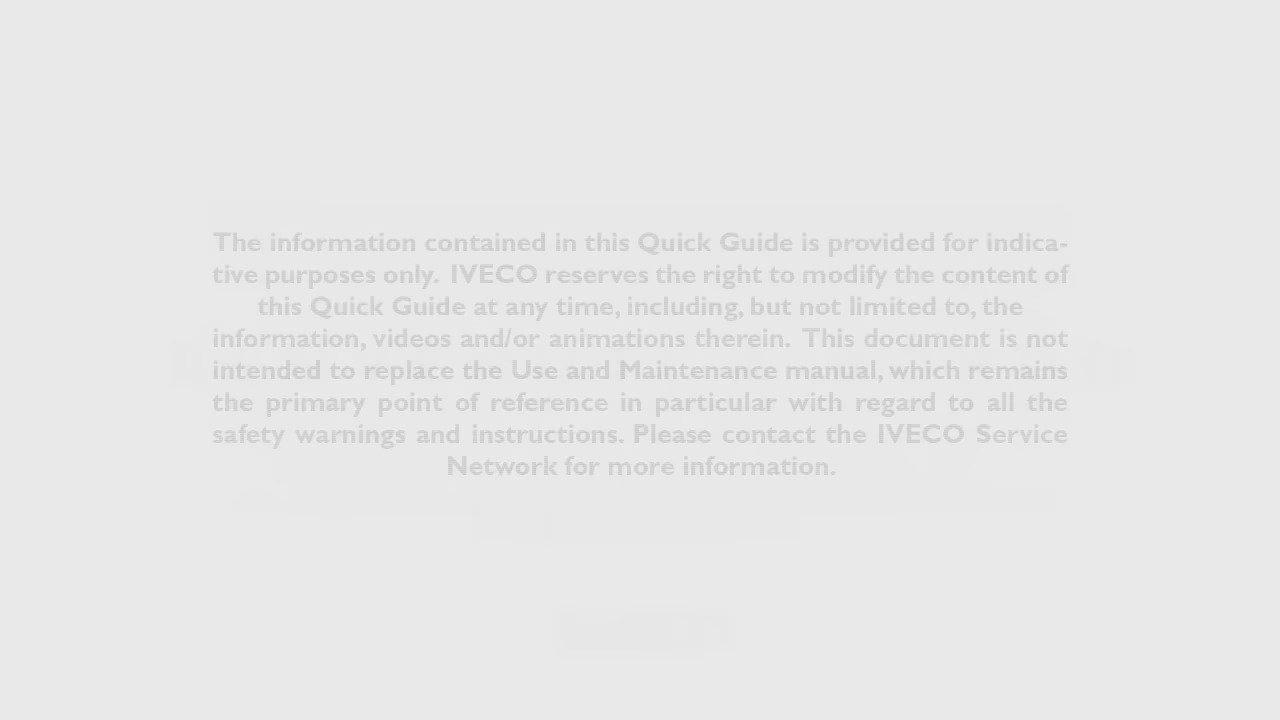 The information contained in this Quick Guide is provided for indica-
tive purposes only. IVECO reserves the right to modify the content of
this Quick Guide at any time, including, but not limited to, the
information, videos and/or animations therein. This document is not
intended to replace the Use and Maintenance manual, which remains
the primary point of reference in particular with regard to all the
safety warnings and instructions. Please contact the IVECO Service
Network for more information.